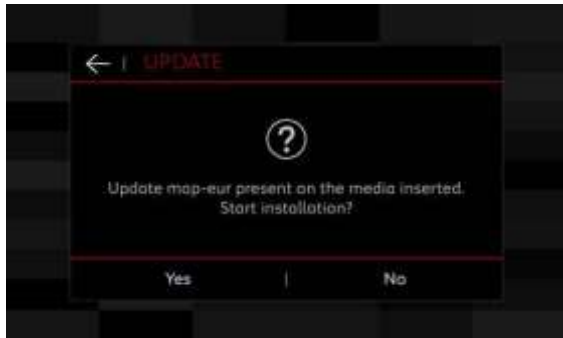 UPDATE
Update map-eur present on the media inserted.
Start installation?
Yes | No